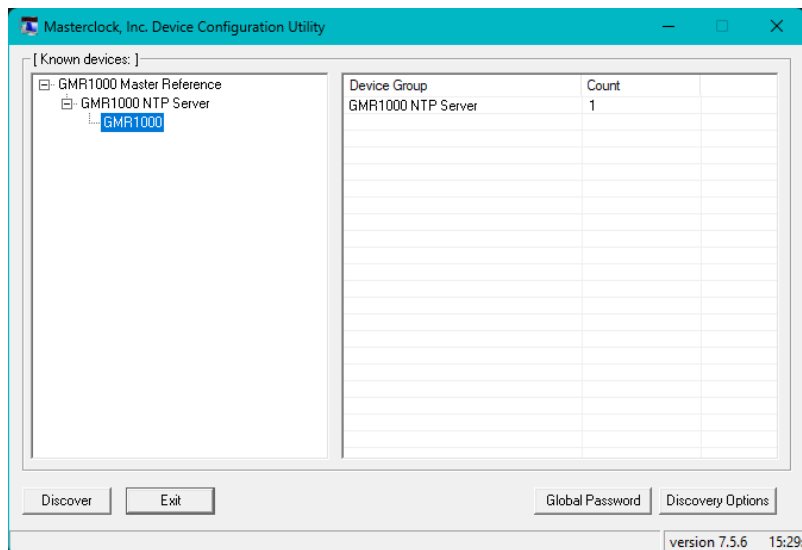 Masterclock, Inc. Device Configuration Utility
[ Known devices: ]
GMR1000 Master Reference
GMR1000 NTP Server
GMR1000
Device Group Count
GMR1000 NTP Server 1
Discover Exit Global Password Discovery Options
version 7.5.6 15:29: